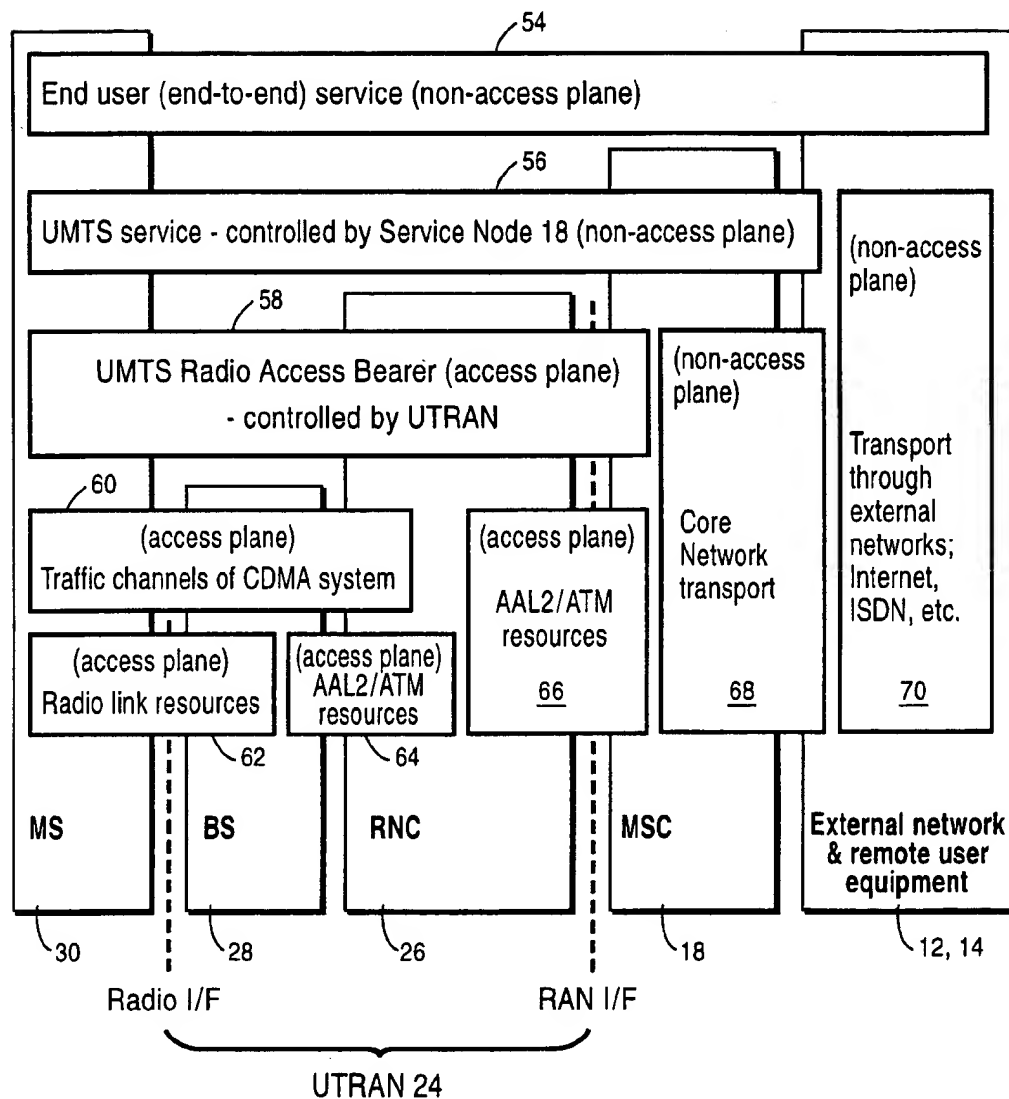 54
End user (end-to-end) service (non-access plane)
56
UMTS service - controlled by Service Node 18 (non-access plane)
58
UMTS Radio Access Bearer (access plane)
- controlled by UTRAN
(non-access
plane)
Core
Network
transport
68
(non-access
plane)
Transport
through
external
networks;
Internet,
ISDN, etc.
70
60
(access plane)
Traffic channels of CDMA system
(access plane)
AAL2/ATM
resources
66
(access plane)
Radio link resources
62
(access plane)
AAL2/ATM
resources
64
MS
BS
RNC
MSC
External network
& remote user
equipment
30
28
26
18
12, 14
Radio I/F
RAN I/F
UTRAN 24